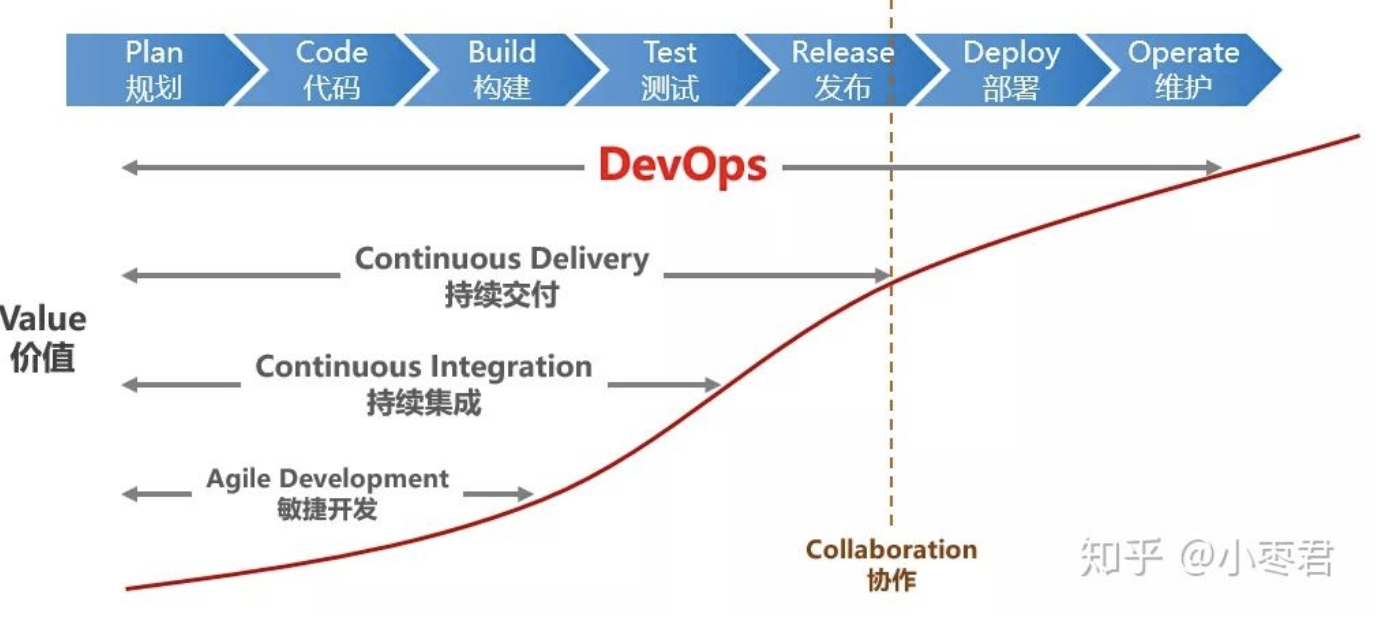 Plan
规划
Code
代码
Build
构建
Test
测试
Release
发布
Deploy
部署
Operate
维护
DevOps
Continuous Delivery
持续交付
Value
价值
Continuous Integration
持续集成
Agile Development
敏捷开发
Collaboration
协作
知乎 @小枣君